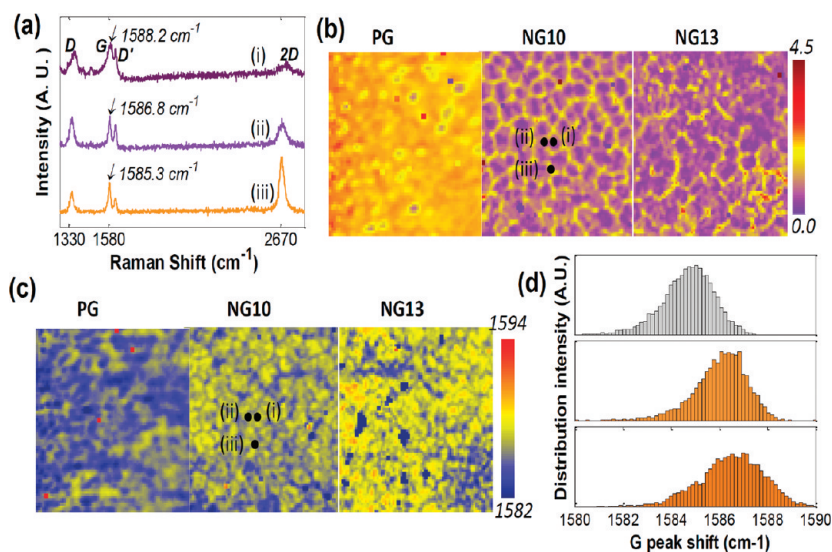 (a)
D
G
1588.2 cm-1
D'
(i)
2D
1586.8 cm-1
(ii)
1585.3 cm-1
(iii)
Intensity (A. U.)
1330 1580 2670
Raman Shift (cm-1)
(b)
PG NG10 NG13
4.5
(ii) (i)
(iii)
0.0
(c)
PG NG10 NG13
1594
(ii) (i)
(iii)
1582
(d)
Distribution intensity (A.U.)
1580 1582 1584 1586 1588 1590
G peak shift (cm-1)